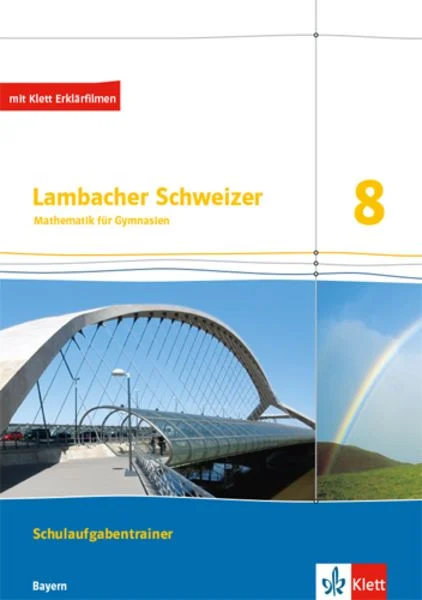 mit Klett Erklärfilmen
Lambacher Schweizer
8
Mathematik für Gymnasien
Schulaufgabentrainer
Bayern
Klett